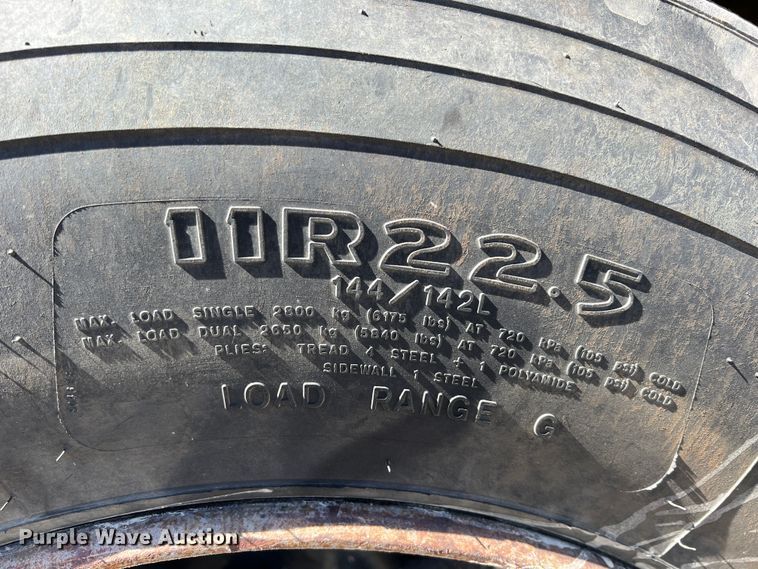 11R22.5
144/142L
MAX. LOAD SINGLE 2800 kg (6175 lbs) AT 720 kPa (105 PSI) COLD
MAX. LOAD DUAL 2650 kg (5840 lbs) AT 720 kPa (105 PSI) COLD
PLIES: TREAD 4 STEEL + 1 POLYAMIDE
SIDEWALL 1 STEEL
LOAD RANGE G
Purple Wave Auction